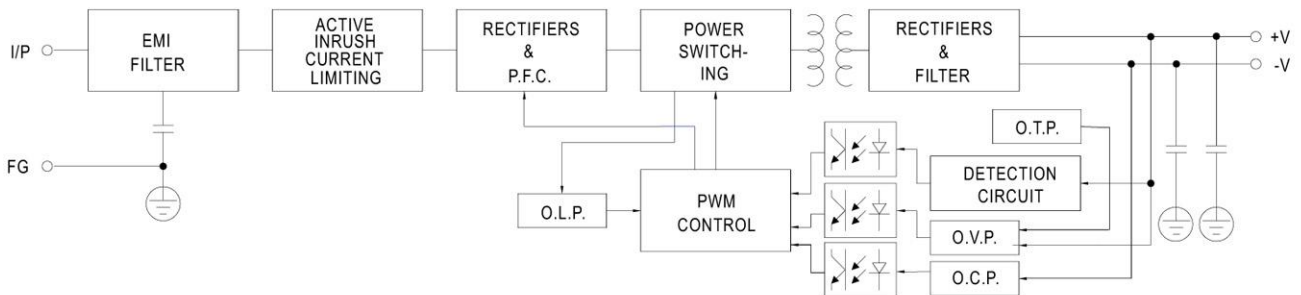 I/P
EMI
FILTER
ACTIVE
INRUSH
CURRENT
LIMITING
RECTIFIERS
&
P.F.C.
POWER
SWITCH-
ING
RECTIFIERS
&
FILTER
+V
-V
FG
O.T.P.
DETECTION
CIRCUIT
O.L.P.
PWM
CONTROL
O.V.P.
O.C.P.